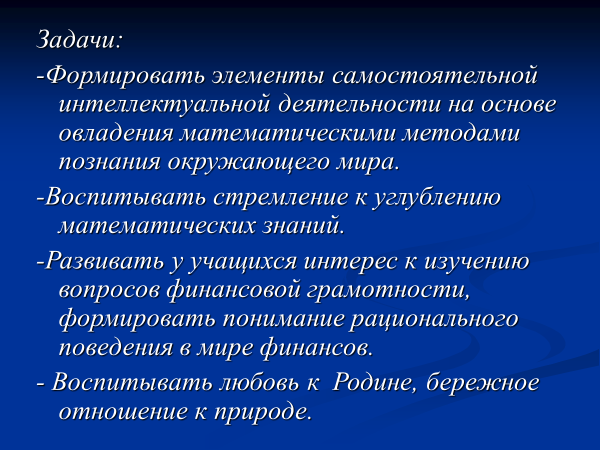 Задачи:
-Формировать элементы самостоятельной
интеллектуальной деятельности на основе
овладения математическими методами
познания окружающего мира.
-Воспитывать стремление к углублению
математических знаний.
-Развивать у учащихся интерес к изучению
вопросов финансовой грамотности,
формировать понимание рационального
поведения в мире финансов.
- Воспитывать любовь к  Родине, бережное
отношение к природе.